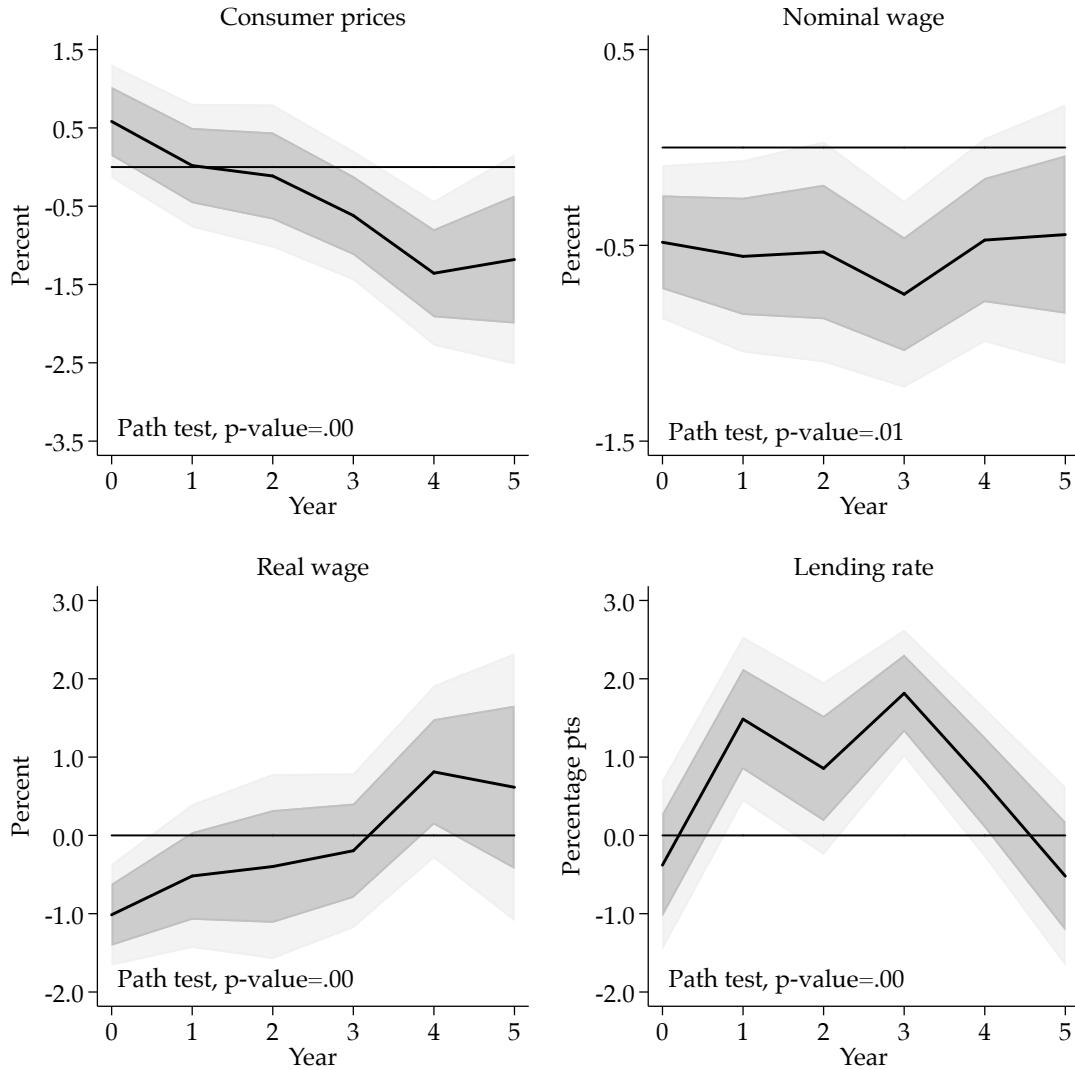 Consumer prices
Percent
1.5
0.5
-0.5
-1.5
-2.5
-3.5
Path test, p-value=.00
0 1 2 3 4 5
Year
Nominal wage
Percent
0.5
-0.5
-1.5
Path test, p-value=.01
0 1 2 3 4 5
Year
Real wage
Percent
3.0
2.0
1.0
0.0
-1.0
-2.0
Path test, p-value=.00
0 1 2 3 4 5
Year
Lending rate
Percentage pts
3.0
2.0
1.0
0.0
-1.0
-2.0
Path test, p-value=.00
0 1 2 3 4 5
Year